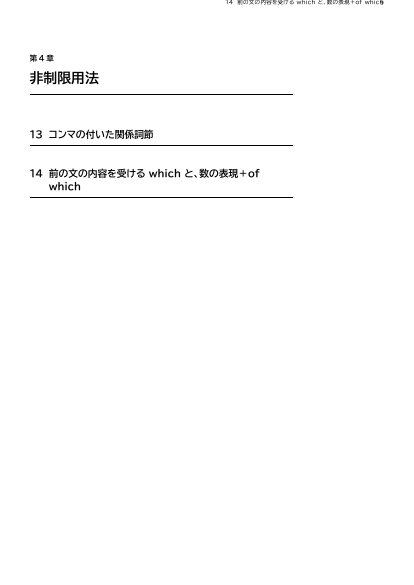 14 前の文の内容を受ける which と、数の表現＋of which
第4章
非制限用法
13 コンマの付いた関係詞節
14 前の文の内容を受ける which と、数の表現＋of
which